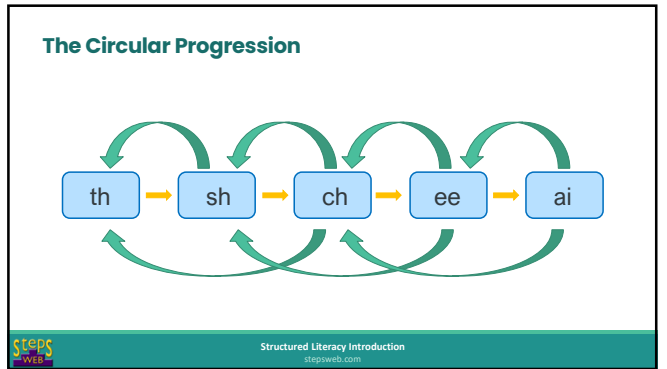 The Circular Progression
th sh ch ee ai
steps
WEB
Structured Literacy Introduction
stepsweb.com